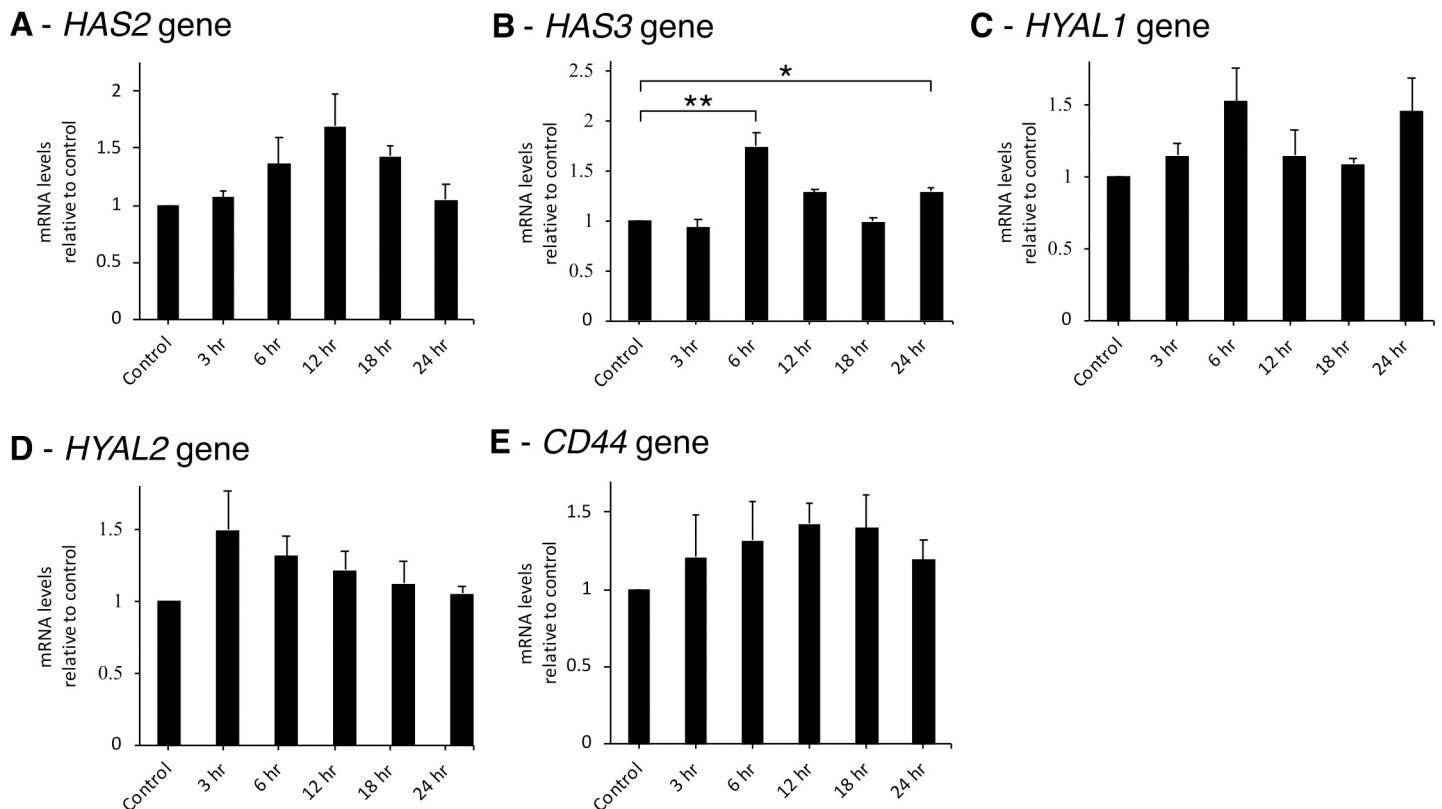 A - HAS2 gene
mRNA levels
relative to control
2
1.5
1
0.5
0
Control
3 hr
6 hr
12 hr
18 hr
24 hr
B - HAS3 gene
mRNA levels
relative to control
2.5
2
1.5
1
0.5
0
*
**
Control
3 hr
6 hr
12 hr
18 hr
24 hr
C - HYAL1 gene
mRNA levels
relative to control
1.5
1
0.5
0
Control
3 hr
6 hr
12 hr
18 hr
24 hr
D - HYAL2 gene
mRNA levels
relative to control
1.5
1
0.5
0
Control
3 hr
6 hr
12 hr
18 hr
24 hr
E - CD44 gene
mRNA levels
relative to control
1.5
1
0.5
0
Control
3 hr
6 hr
12 hr
18 hr
24 hr